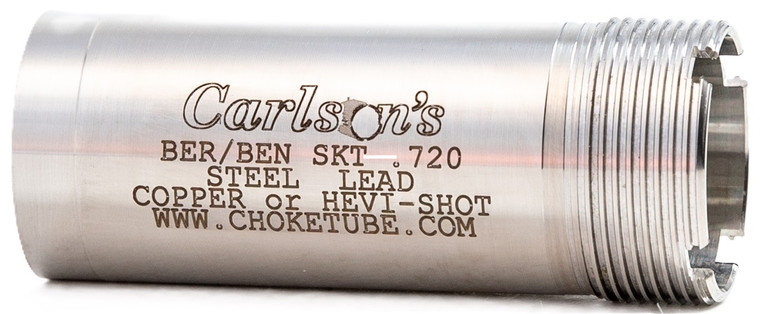 Carlson's
BER/BEN SKT .720
STEEL LEAD
COPPER or HEVI-SHOT
WWW.CHOKETUBE.COM